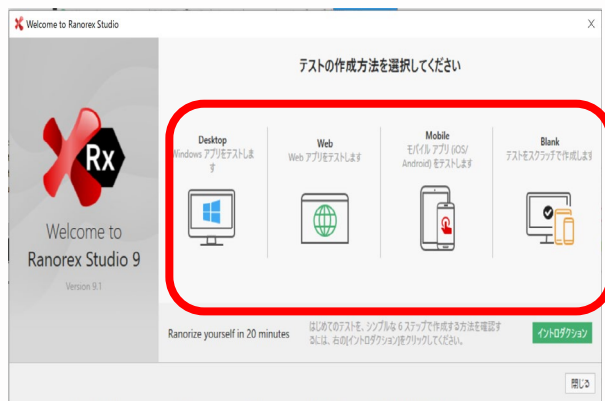 Welcome to Ranorex Studio
テストの作成方法を選択してください
Rx
Welcome to
Ranorex Studio 9
Version 9.1
Desktop
Windows アプリをテストしま
す
Web
Web アプリをテストします
Mobile
モバイル アプリ (iOS/
Android) をテストします
Blank
テストをスクラッチで作成します
Ranorize yourself in 20 minutes
はじめてのテストを、シンプルな 6 ステップで作成する方法を確認す
るには、右の[イントロダクション]をクリックしてください。
イントロダクション
閉じる